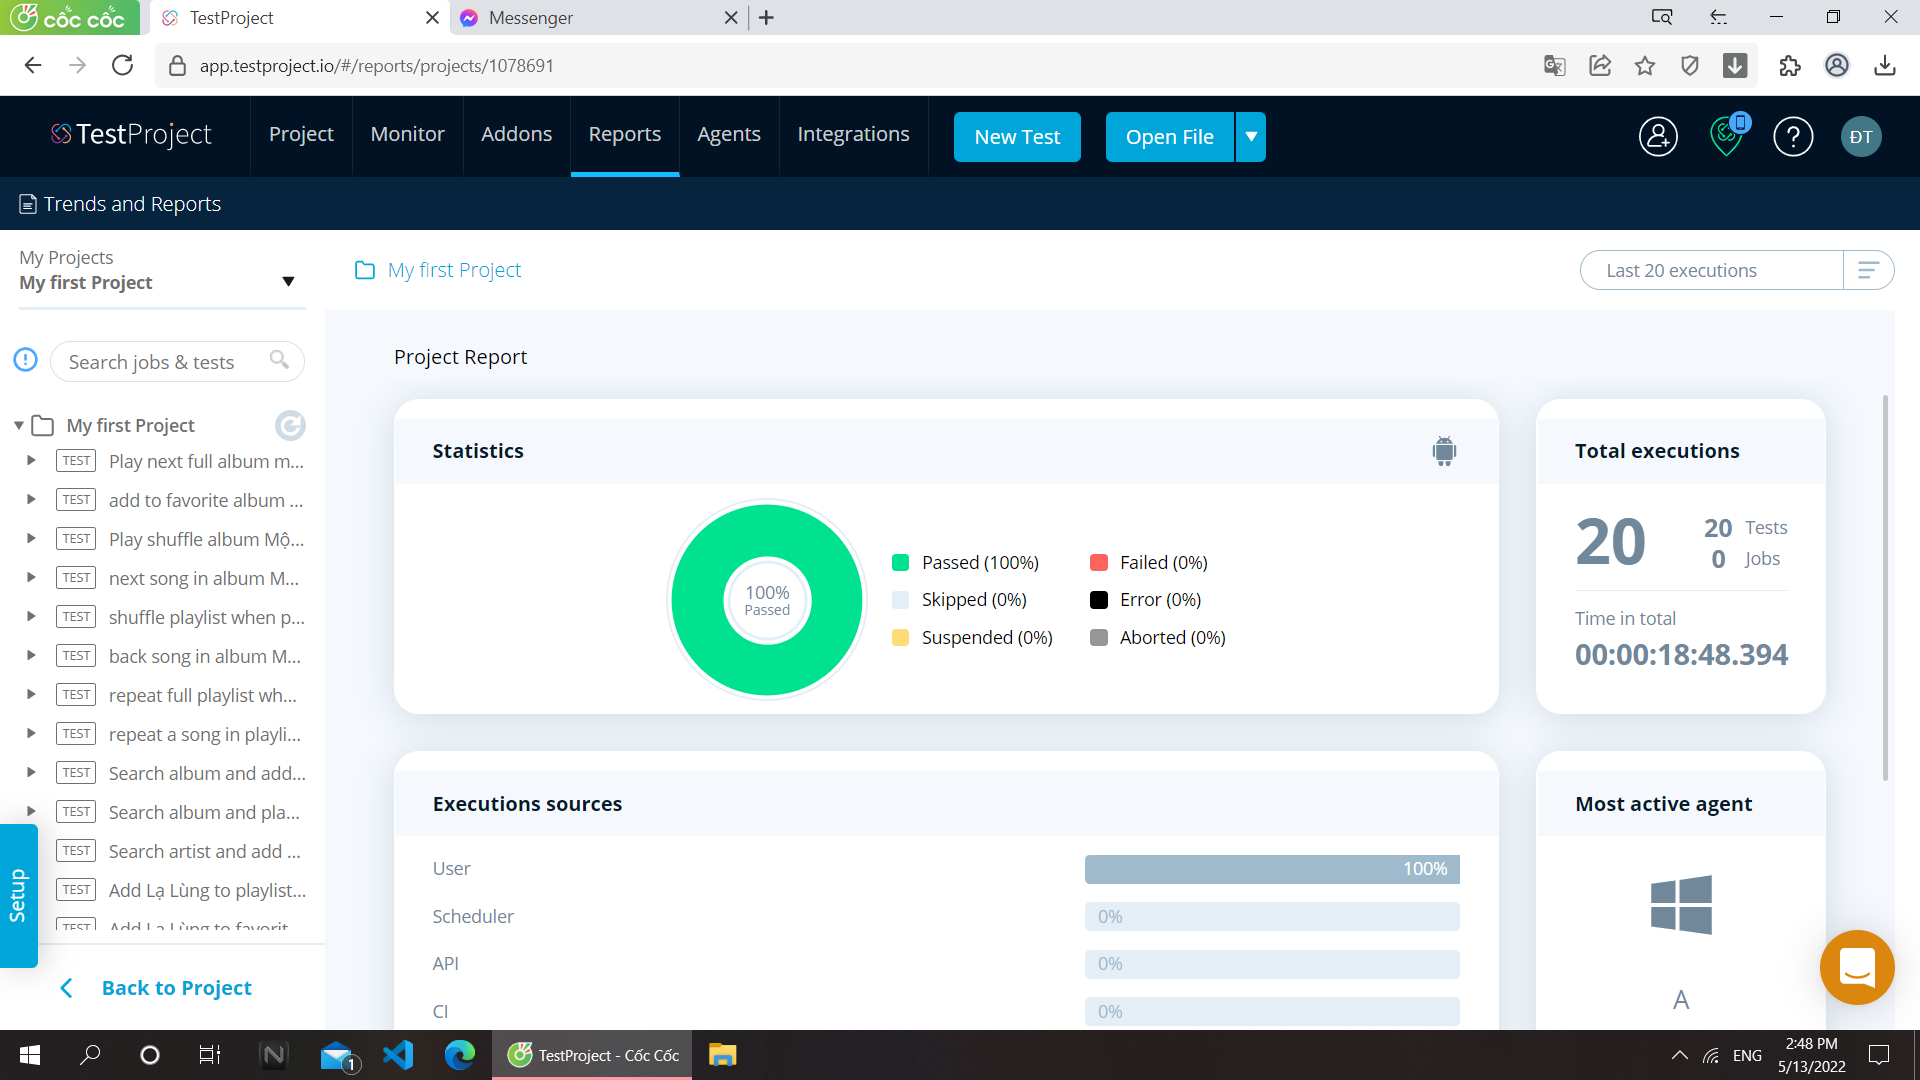 cốc cốc
TestProject
Messenger
app.testproject.io/#/reports/projects/1078691
TestProject
Project
Monitor
Addons
Reports
Agents
Integrations
New Test
Open File
ĐT
Trends and Reports
My Projects
My first Project
My first Project
Last 20 executions
Search jobs & tests
Project Report
My first Project
TEST Play next full album m...
TEST add to favorite album ...
TEST Play shuffle album Mộ...
TEST next song in album M...
TEST shuffle playlist when p...
TEST back song in album M...
TEST repeat full playlist wh...
TEST repeat a song in playli...
TEST Search album and add...
TEST Search album and pla...
TEST Search artist and add ...
TEST Add Lạ Lùng to playlist...
TEST Add Lạ Lùng to favorit
Setup
Back to Project
Statistics
100%
Passed
Passed (100%)
Failed (0%)
Skipped (0%)
Error (0%)
Suspended (0%)
Aborted (0%)
Total executions
20
20 Tests
0 Jobs
Time in total
00:00:18:48.394
Executions sources
User 100%
Scheduler 0%
API 0%
CI 0%
Most active agent
A
N
1
TestProject - Cốc Cốc
ENG
2:48 PM
5/13/2022